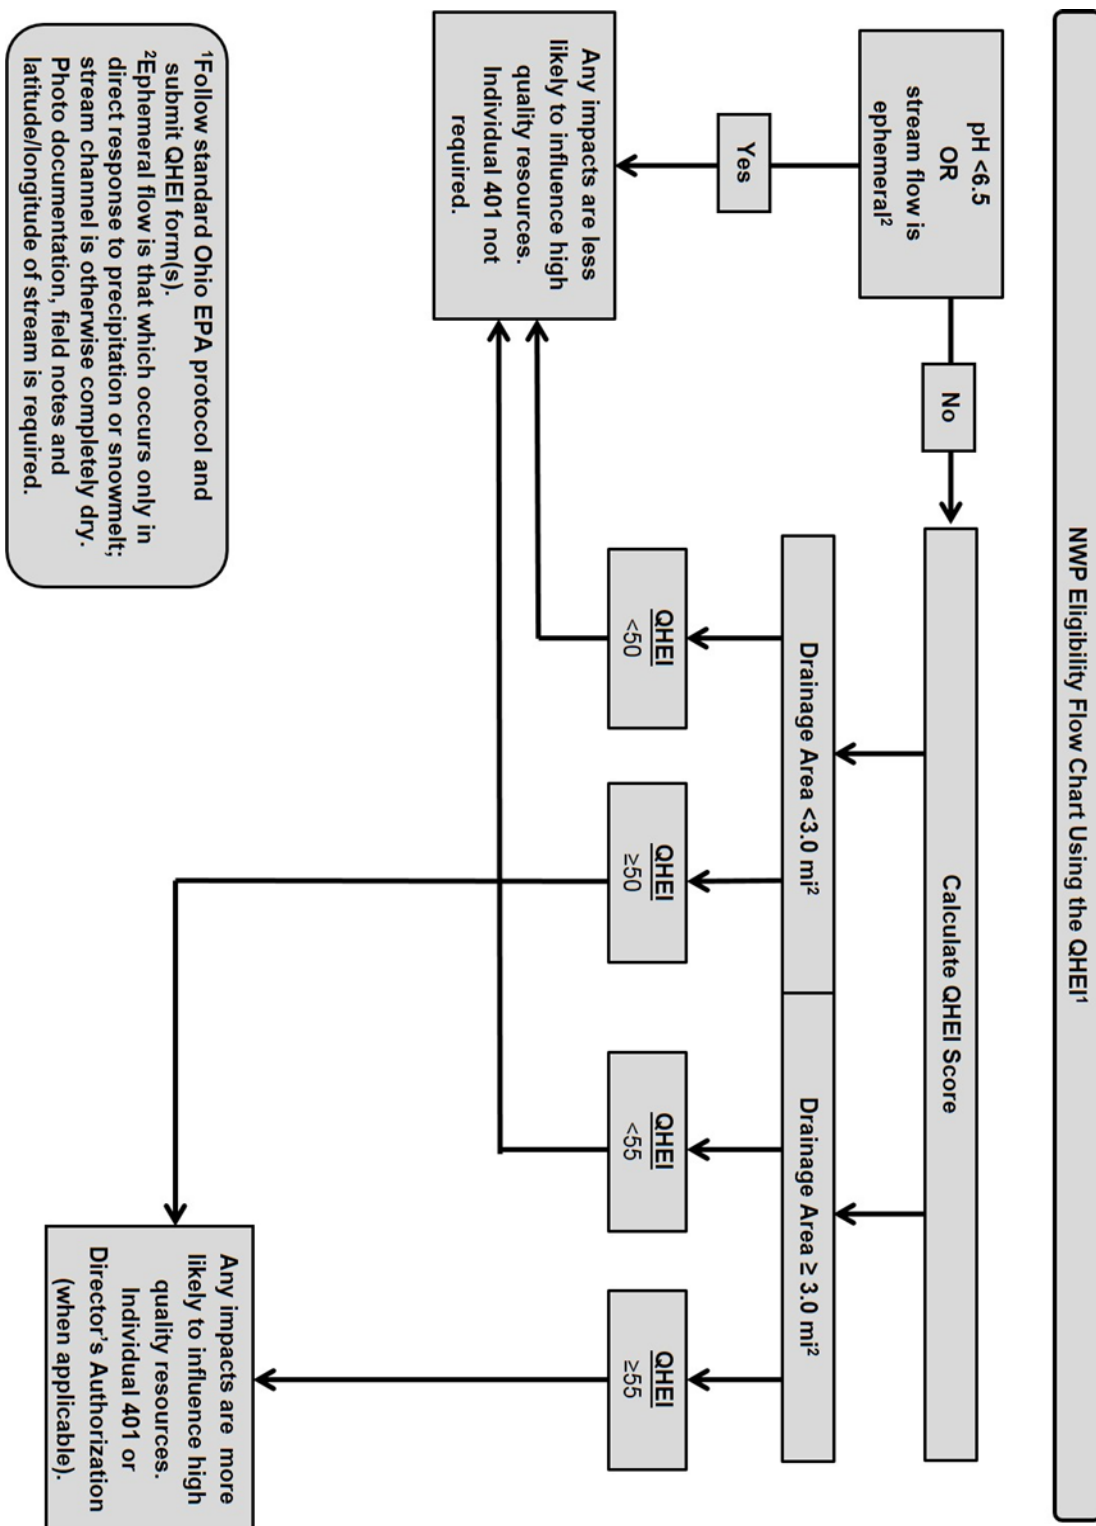 NWP Eligibility Flow Chart Using the QHEI¹
pH <6.5
OR
stream flow is
ephemeral²
No
Calculate QHEI Score
Yes
Drainage Area <3.0 mi²
Drainage Area ≥ 3.0 mi²
QHEI
<50
QHEI
≥50
QHEI
<55
QHEI
≥55
Any impacts are less
likely to influence high
quality resources.
Individual 401 not
required.
Any impacts are more
likely to influence high
quality resources.
Individual 401 or
Director’s Authorization
(when applicable).
¹Follow standard Ohio EPA protocol and
submit QHEI form(s).
²Ephemeral flow is that which occurs only in
direct response to precipitation or snowmelt;
stream channel is otherwise completely dry.
Photo documentation, field notes and
latitude/longitude of stream is required.